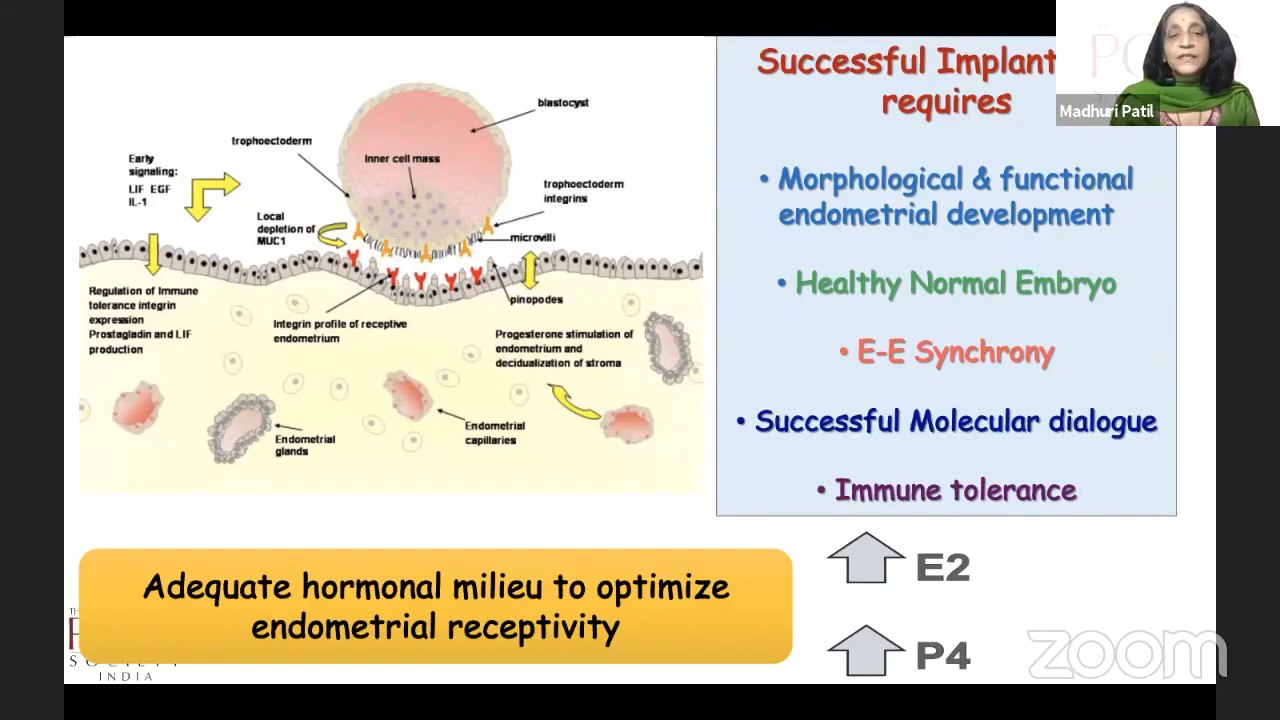 Successful Implant
requires
Madhuri Patil
• Morphological & functional
endometrial development
• Healthy Normal Embryo
• E-E Synchrony
• Successful Molecular dialogue
• Immune tolerance
blastocyst
trophoectoderm
Inner cell mass
Early
signaling:
LIF EGF
IL-1
trophoectoderm
integrins
Local
depletion of
MUC1
microvilli
pinopodes
Regulation of Immune
tolerance integrin
expression
Prostagladin and LIF
production
Integrin profile of receptive
endometrium
Progesterone stimulation of
endometrium and
decidualization of stroma
Endometrial
glands
Endometrial
capillaries
Adequate hormonal milieu to optimize
endometrial receptivity
E2
P4
SOCIETY
INDIA
zoom